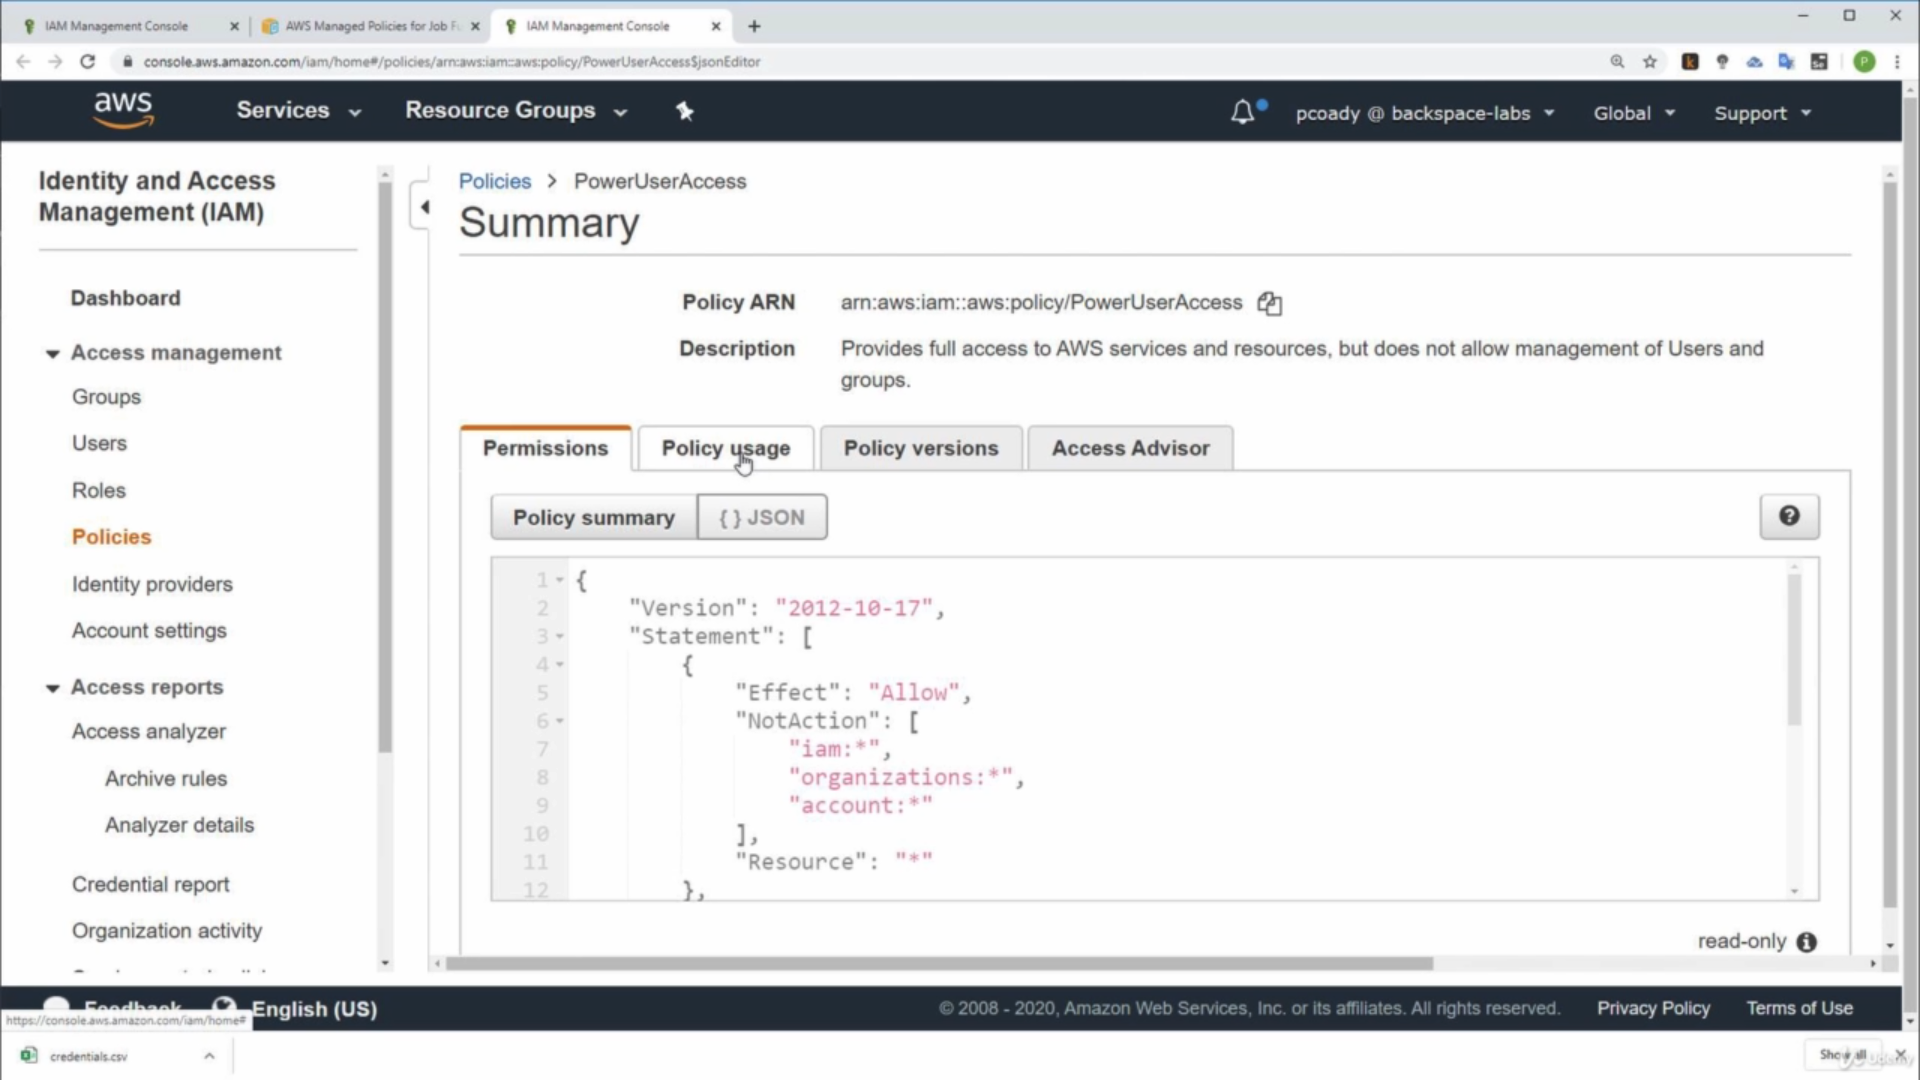 IAM Management Console
AWS Managed Policies for Job Fu
IAM Management Console
console.aws.amazon.com/iam/home#/policies/arn:aws:iam::aws:policy/PowerUserAccess$jsonEditor
P
aws
Services
Resource Groups
pcoady @ backspace-labs
Global
Support
Identity and Access
Management (IAM)
Dashboard
Access management
Groups
Users
Roles
Policies
Identity providers
Account settings
Access reports
Access analyzer
Archive rules
Analyzer details
Credential report
Organization activity
Policies > PowerUserAccess
Summary
Policy ARN
arn:aws:iam::aws:policy/PowerUserAccess
Description
Provides full access to AWS services and resources, but does not allow management of Users and
groups.
Permissions
Policy usage
Policy versions
Access Advisor
Policy summary
{ } JSON
?
1 {
2 "Version": "2012-10-17",
3 "Statement": [
4 {
5 "Effect": "Allow",
6 "NotAction": [
7 "iam:*",
8 "organizations:*",
9 "account:*"
10 ],
11 "Resource": "*"
12 },
read-only
Feedback
English (US)
© 2008 - 2020, Amazon Web Services, Inc. or its affiliates. All rights reserved.
Privacy Policy
Terms of Use
https://console.aws.amazon.com/iam/home#
credentials.csv
Show all
Udemy